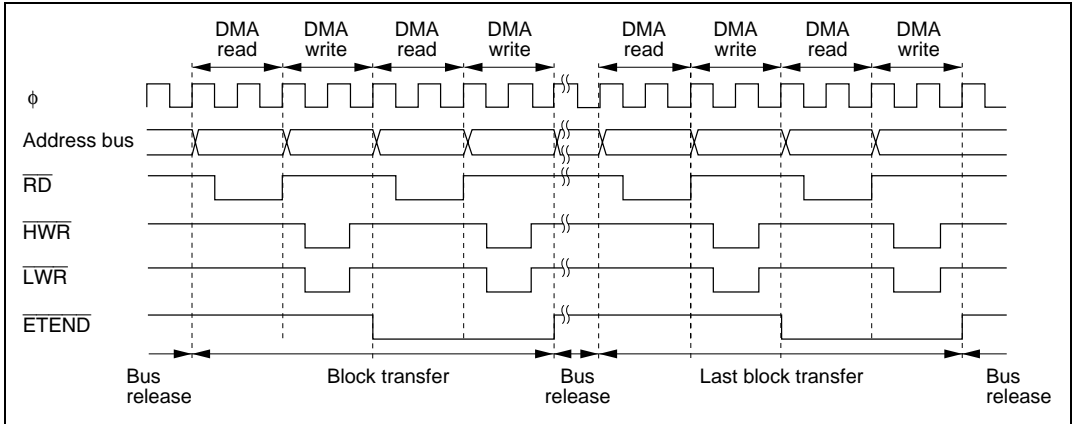 DMA read
DMA write
DMA read
DMA write
DMA read
DMA write
DMA read
DMA write
φ
Address bus
RD
HWR
LWR
ETEND
Bus release
Block transfer
Bus release
Last block transfer
Bus release